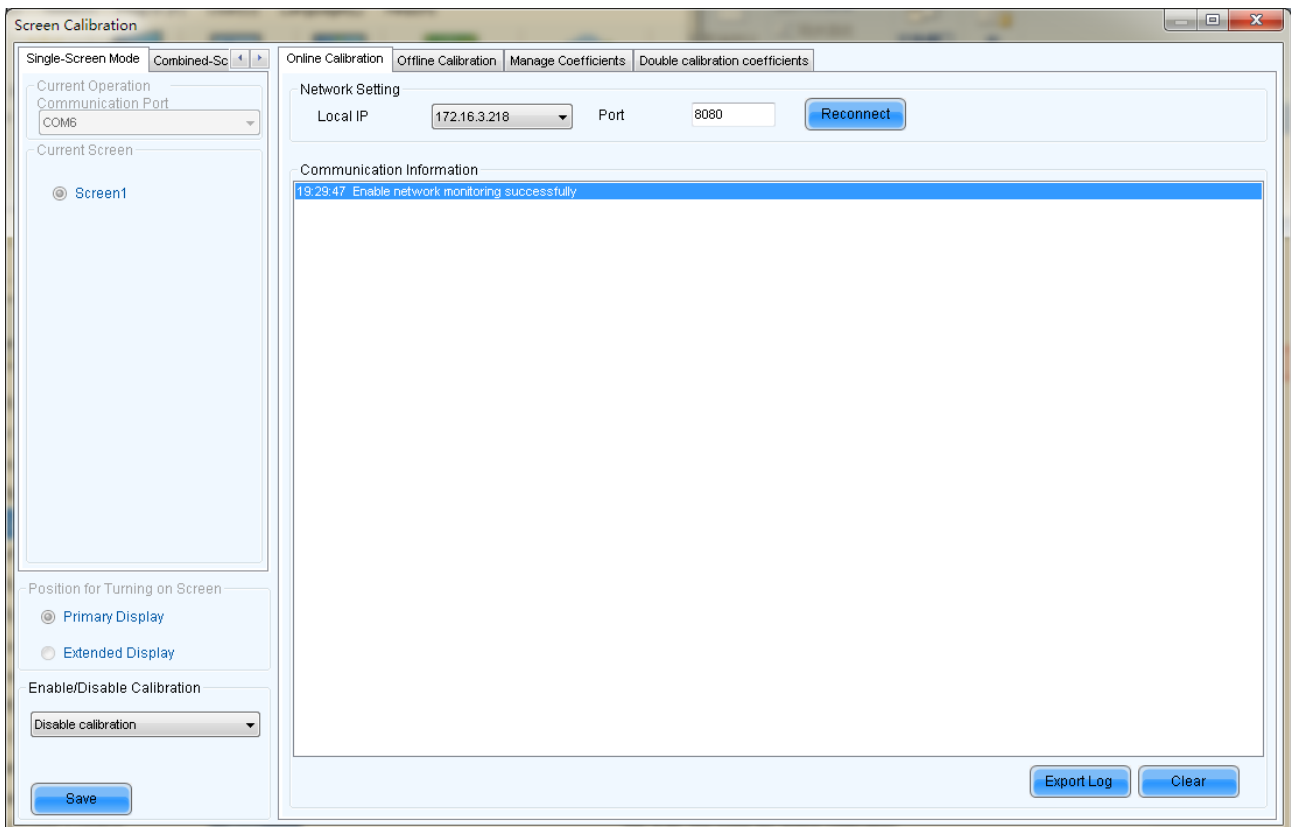 Screen Calibration
Single-Screen Mode
Combined-Sc
Current Operation
Communication Port
COM6
Current Screen
Screen1
Position for Turning on Screen
Primary Display
Extended Display
Enable/Disable Calibration
Disable calibration
Save
Online Calibration
Offline Calibration
Manage Coefficients
Double calibration coefficients
Network Setting
Local IP
172.16.3.218
Port
8080
Reconnect
Communication Information
19:29:47 Enable network monitoring successfully
Export Log
Clear